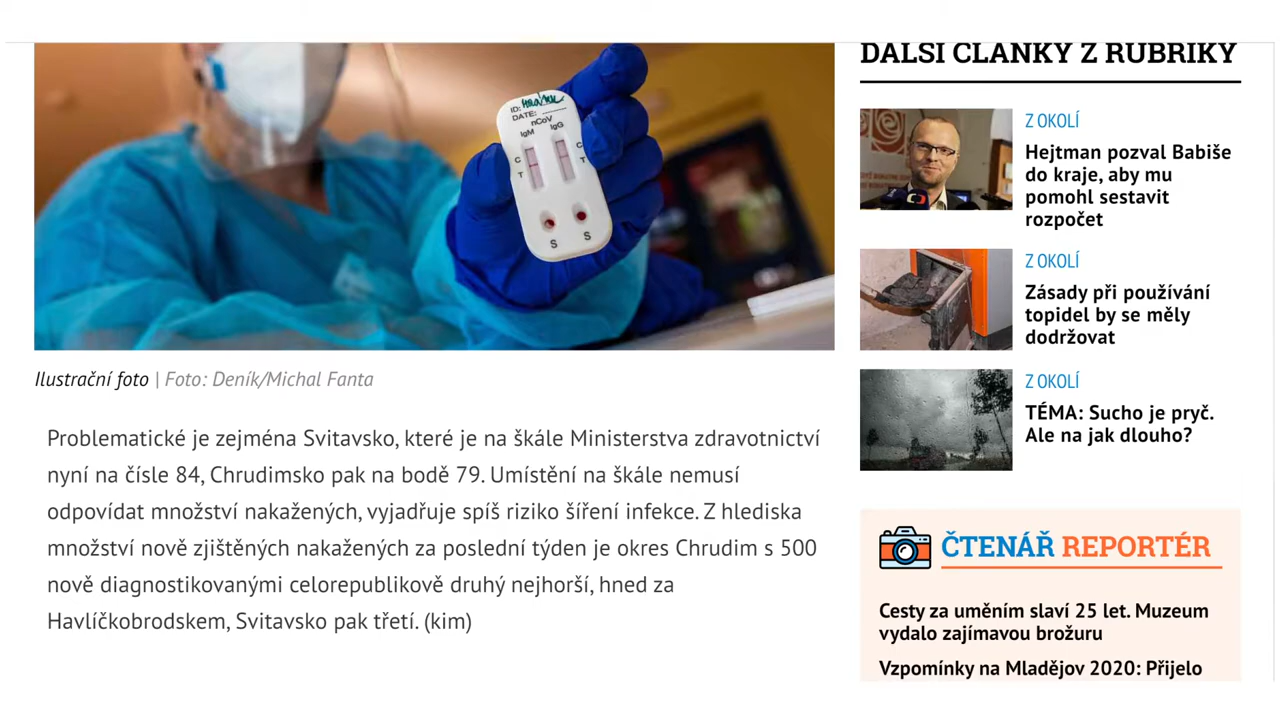 ID:
DATE:
nCoV
IgM IgG
C C
T T
S S
Ilustrační foto | Foto: Deník/Michal Fanta
Problematické je zejména Svitavsko, které je na škále Ministerstva zdravotnictví
nyní na čísle 84, Chrudimsko pak na bodě 79. Umístění na škále nemusí
odpovídat množství nakažených, vyjadřuje spíš riziko šíření infekce. Z hlediska
množství nově zjištěných nakažených za poslední týden je okres Chrudim s 500
nově diagnostikovanými celorepublikově druhý nejhorší, hned za
Havlíčkobrodskem, Svitavsko pak třetí. (kim)
DALŠÍ ČLÁNKY Z RUBRIKY
Z OKOLÍ
Hejtman pozval Babiše
do kraje, aby mu
pomohl sestavit
rozpočet
Z OKOLÍ
Zásady při používání
topidel by se měly
dodržovat
Z OKOLÍ
TÉMA: Sucho je pryč.
Ale na jak dlouho?
ČTENÁŘ REPORTÉR
Cesty za uměním slaví 25 let. Muzeum
vydalo zajímavou brožuru
Vzpomínky na Mladějov 2020: Přijelo